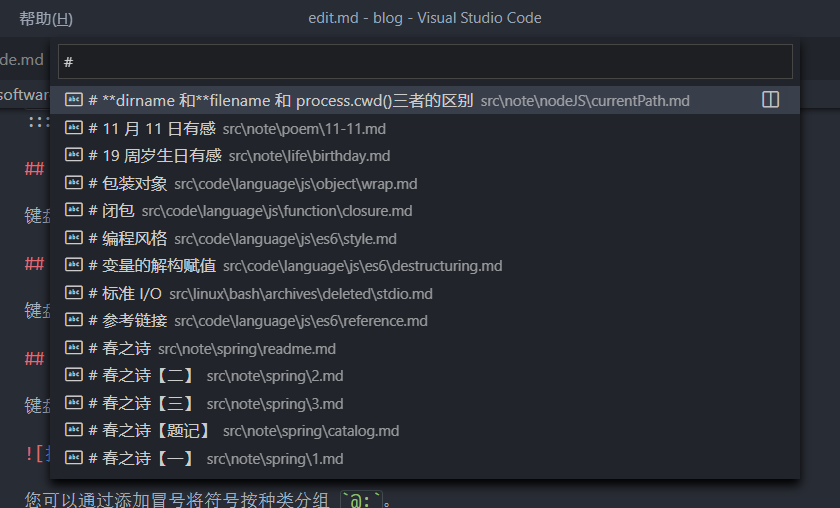 帮助(H) edit.md - blog - Visual Studio Code
de.md
softwar
#
# **dirname 和**filename 和 process.cwd()三者的区别 src\note\nodeJS\currentPath.md
:::
# 11 月 11 日有感 src\note\poem\11-11.md
# 19 周岁生日有感 src\note\life\birthday.md
##
# 包装对象 src\code\language\js\object\wrap.md
# 闭包 src\code\language\js\function\closure.md
键盘
# 编程风格 src\code\language\js\es6\style.md
# 变量的解构赋值 src\code\language\js\es6\destructuring.md
##
# 标准 I/O src\linux\bash\archives\deleted\stdio.md
键盘
# 参考链接 src\code\language\js\es6\reference.md
# 春之诗 src\note\spring\readme.md
##
# 春之诗【二】 src\note\spring\2.md
# 春之诗【三】 src\note\spring\3.md
键盘
# 春之诗【题记】 src\note\spring\catalog.md
# 春之诗【一】 src\note\spring\1.md
![
您可以通过添加冒号将符号按种类分组 `@:`。